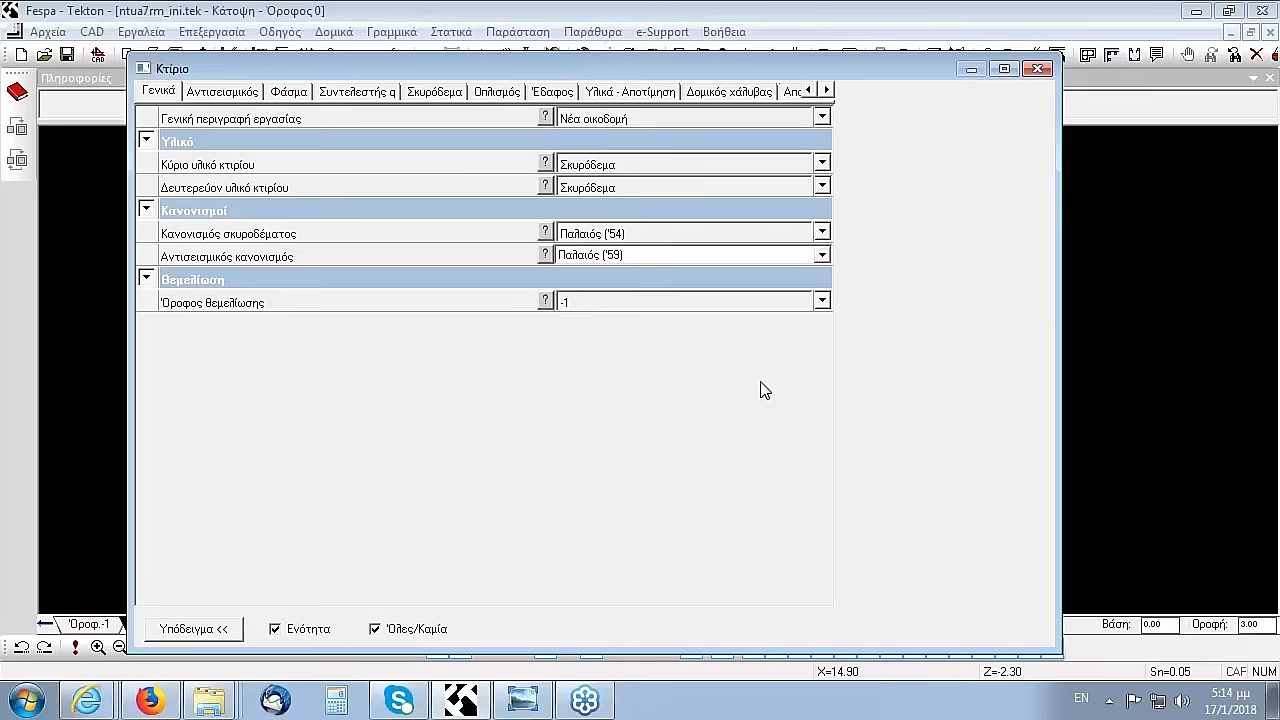 Fespa - Tekton - [ntua7rm_ini.tek - Κάτοψη - Όροφος 0]
Αρχεία CAD Εργαλεία Επεξεργασία Οδηγός Δομικά Γραμμικά Στατικά Παράσταση Παράθυρα e-Support Βοήθεια
Πληροφορίες
Κτίριο
Γενικά Αντισεισμικός Φάσμα Συντελεστής q Σκυρόδεμα Οπλισμός Έδαφος Υλικά - Αποτίμηση Δομικός χάλυβας Απο
Γενική περιγραφή εργασίας ? Νέα οικοδομή
Υλικό
Κύριο υλικό κτιρίου ? Σκυρόδεμα
Δευτερεύον υλικό κτιρίου ? Σκυρόδεμα
Κανονισμοί
Κανονισμός σκυροδέματος ? Παλαιός ('54)
Αντισεισμικός κανονισμός ? Παλαιός ('59)
Θεμελίωση
Όροφος θεμελίωσης ? -1
Υπόδειγμα << Ενότητα Όλες/Καμία
Όροφ.-1 Βάση: 0.00 Οροφή: 3.00
X=14.90 Z=-2.30 Sn=0.05 CAF NUM
EN 5:14 μμ
17/1/2018